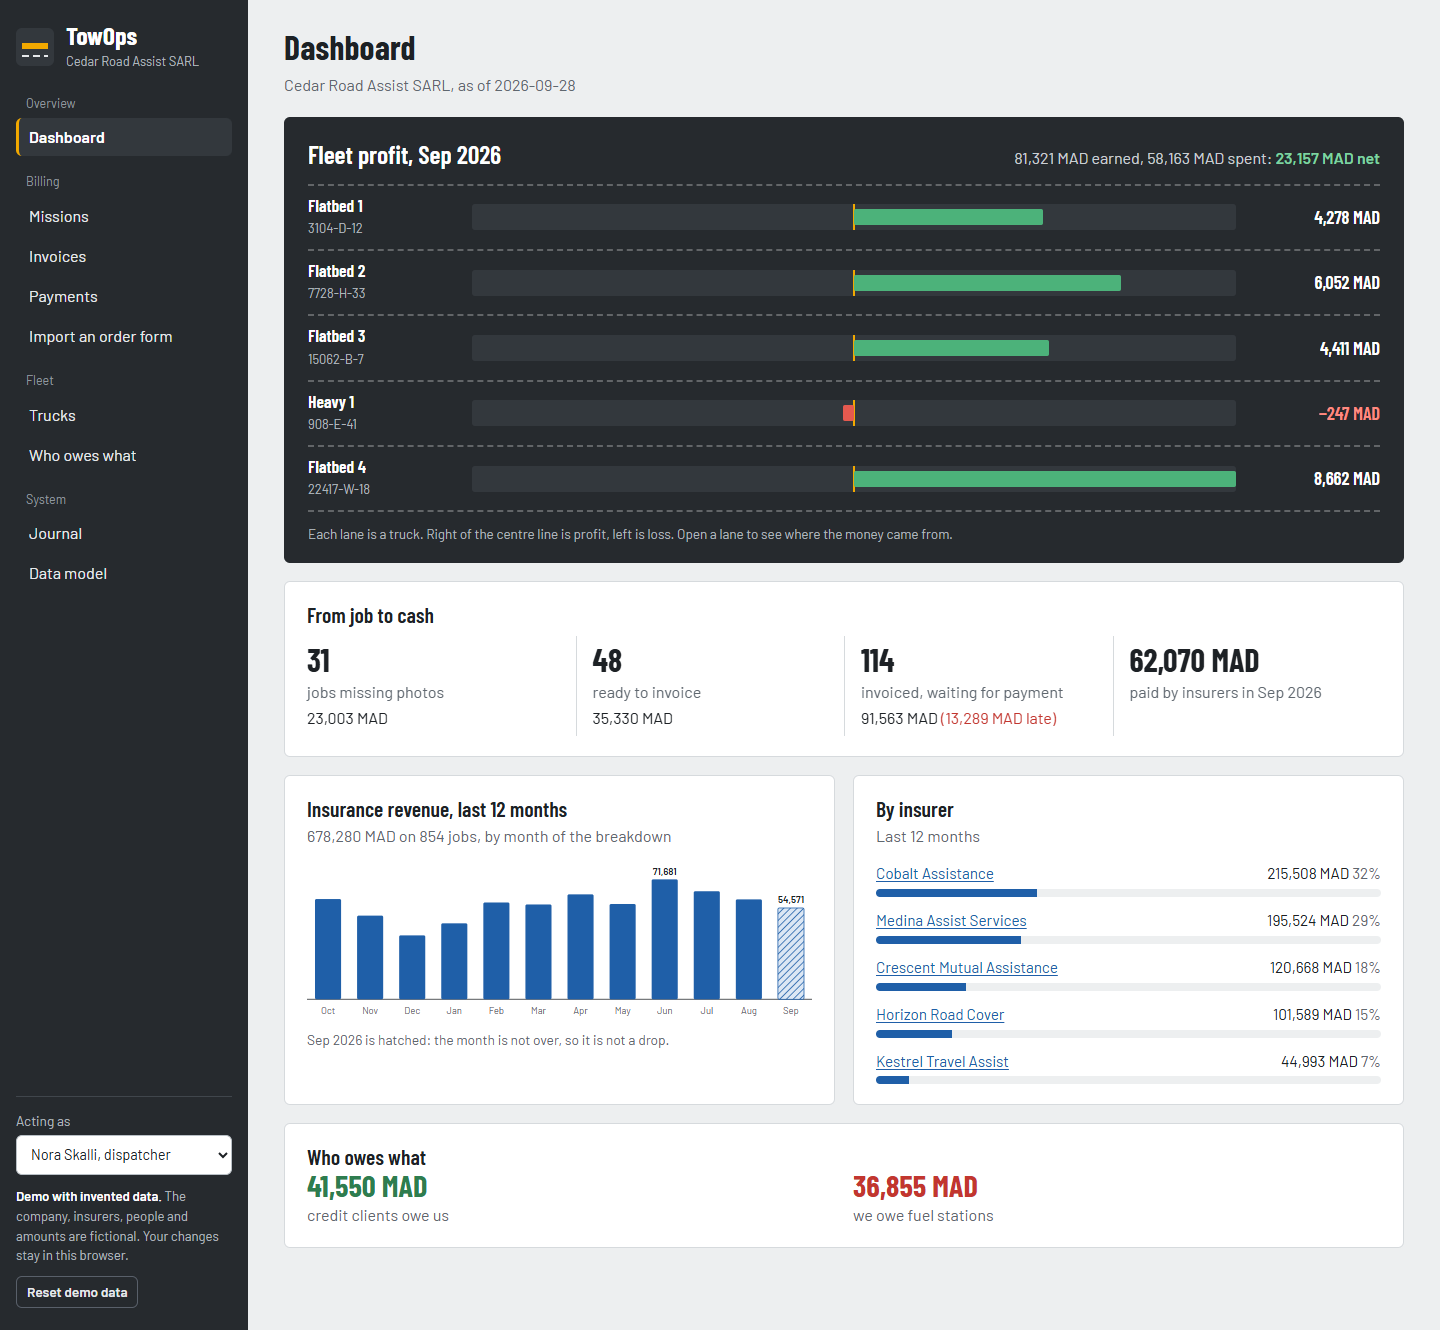 TowOps
Cedar Road Assist SARL
Overview
Dashboard
Billing
Missions
Invoices
Payments
Import an order form
Fleet
Trucks
Who owes what
System
Journal
Data model
Acting as
Nora Skalli, dispatcher
Demo with invented data. The
company, insurers, people and
amounts are fictional. Your changes
stay in this browser.
Reset demo data
Dashboard
Cedar Road Assist SARL, as of 2026-09-28
Fleet profit, Sep 2026
81,321 MAD earned, 58,163 MAD spent: 23,157 MAD net
Flatbed 1
3104-D-12
4,278 MAD
Flatbed 2
7728-H-33
6,052 MAD
Flatbed 3
15062-B-7
4,411 MAD
Heavy 1
908-E-41
−247 MAD
Flatbed 4
22417-W-18
8,662 MAD
Each lane is a truck. Right of the centre line is profit, left is loss. Open a lane to see where the money came from.
From job to cash
31
jobs missing photos
23,003 MAD
48
ready to invoice
35,330 MAD
114
invoiced, waiting for payment
91,563 MAD (13,289 MAD late)
62,070 MAD
paid by insurers in Sep 2026
Insurance revenue, last 12 months
678,280 MAD on 854 jobs, by month of the breakdown
71,681
54,571
Oct Nov Dec Jan Feb Mar Apr May Jun Jul Aug Sep
Sep 2026 is hatched: the month is not over, so it is not a drop.
By insurer
Last 12 months
Cobalt Assistance 215,508 MAD 32%
Medina Assist Services 195,524 MAD 29%
Crescent Mutual Assistance 120,668 MAD 18%
Horizon Road Cover 101,589 MAD 15%
Kestrel Travel Assist 44,993 MAD 7%
Who owes what
41,550 MAD
credit clients owe us
36,855 MAD
we owe fuel stations